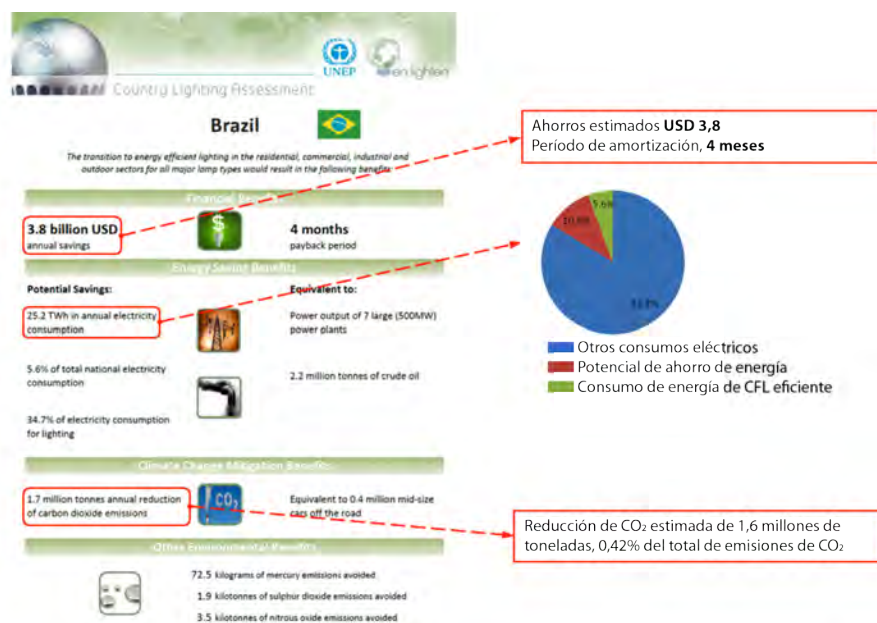 UNEP
en.lighten
Country Lighting Assessment
Brazil
The transition to energy efficient lighting in the residential, commercial, industrial and
outdoor sectors for all major lamp types would result in the following benefits
Financial Benefits
3.8 billion USD
annual savings
4 months
payback period
Energy Saving Benefits
Potential Savings:
Equivalent to:
25.2 TWh in annual electricity
consumption
Power output of 7 large (500MW)
power plants
5.6% of total national electricity
consumption
2.2 million tonnes of crude oil
34.7% of electricity consumption
for lighting
Climate Change Mitigation Benefits
1.7 million tonnes annual reduction
of carbon dioxide emissions
CO2
Equivalent to 0.4 million mid-size
cars off the road
Other Environmental Benefits
72.5 kilograms of mercury emissions avoided
1.9 kilotonnes of sulphur dioxide emissions avoided
3.5 kilotonnes of nitrous oxide emissions avoided
Ahorros estimados USD 3,8
Período de amortización, 4 meses
5.6%
Otros consumos eléctricos
Potencial de ahorro de energía
Consumo de energía de CFL eficiente
Reducción de CO₂ estimada de 1,6 millones de
toneladas, 0,42% del total de emisiones de CO₂